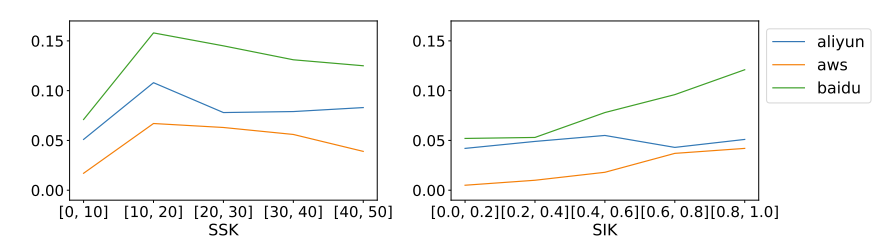 0.15
0.10
0.05
0.00
[0, 10] [10, 20] [20, 30] [30, 40] [40, 50]
SSK
0.15
0.10
0.05
0.00
[0.0, 0.2] [0.2, 0.4] [0.4, 0.6] [0.6, 0.8] [0.8, 1.0]
SIK
aliyun
aws
baidu